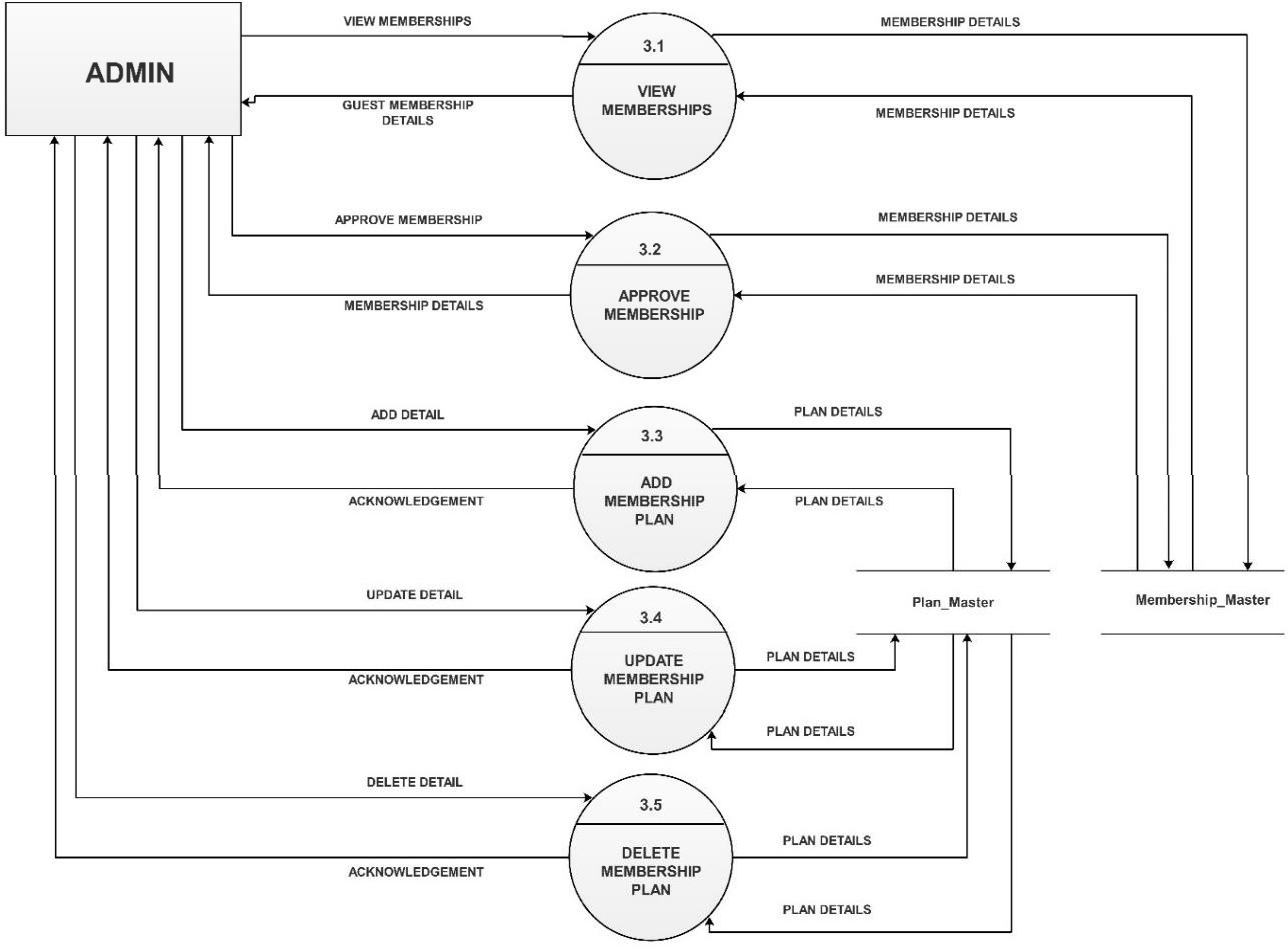 VIEW MEMBERSHIPS
MEMBERSHIP DETAILS
ADMIN
3.1
VIEW
MEMBERSHIPS
GUEST MEMBERSHIP
DETAILS
MEMBERSHIP DETAILS
APPROVE MEMBERSHIP
MEMBERSHIP DETAILS
3.2
APPROVE
MEMBERSHIP
MEMBERSHIP DETAILS
MEMBERSHIP DETAILS
ADD DETAIL
PLAN DETAILS
3.3
ADD
MEMBERSHIP
PLAN
ACKNOWLEDGEMENT
PLAN DETAILS
UPDATE DETAIL
Plan_Master
Membership_Master
3.4
UPDATE
MEMBERSHIP
PLAN
ACKNOWLEDGEMENT
PLAN DETAILS
PLAN DETAILS
DELETE DETAIL
3.5
DELETE
MEMBERSHIP
PLAN
PLAN DETAILS
ACKNOWLEDGEMENT
PLAN DETAILS